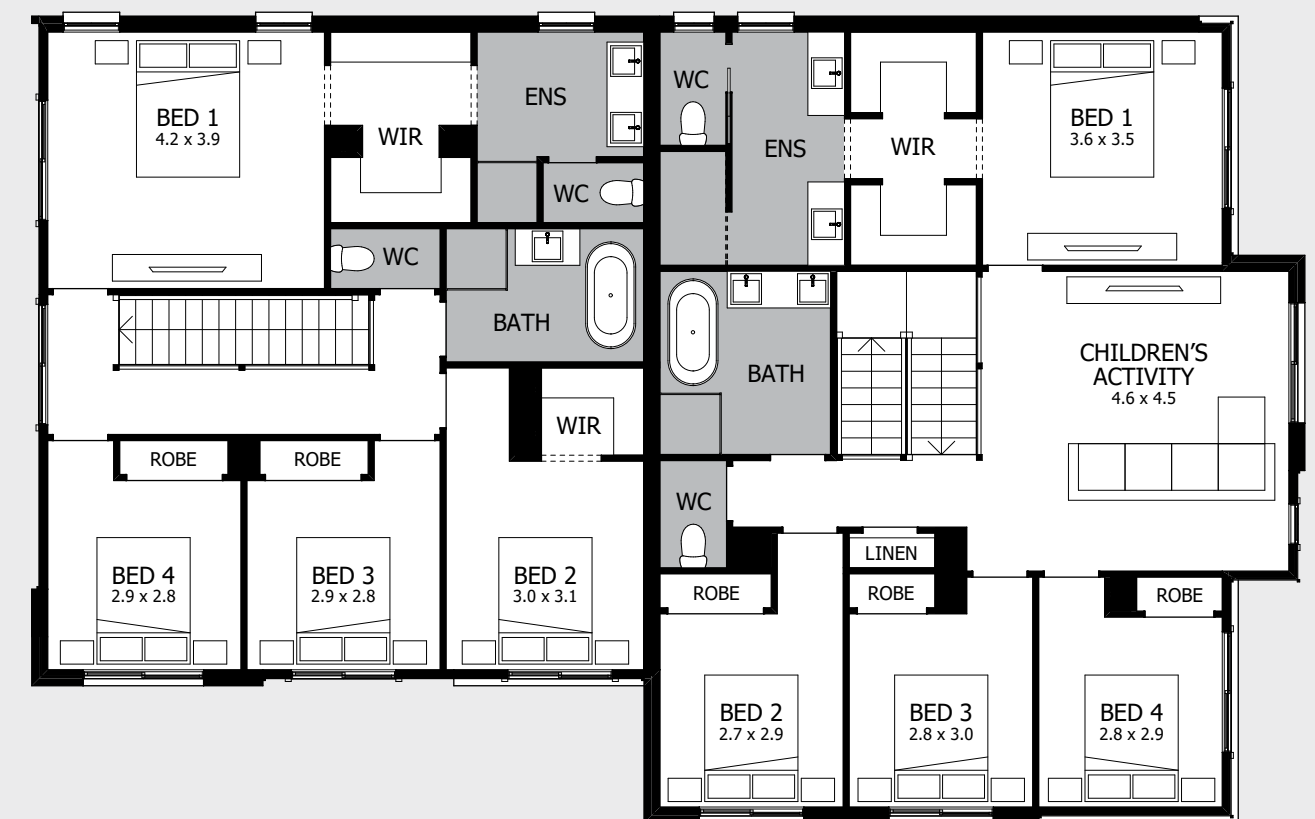 BED 1
4.2 x 3.9
WIR
ENS
WC
WC
BATH
WIR
ROBE
ROBE
BED 4
2.9 x 2.8
BED 3
2.9 x 2.8
BED 2
3.0 x 3.1
WC
ENS
WIR
BED 1
3.6 x 3.5
BATH
CHILDREN'S
ACTIVITY
4.6 x 4.5
WC
LINEN
ROBE
ROBE
ROBE
BED 2
2.7 x 2.9
BED 3
2.8 x 3.0
BED 4
2.8 x 2.9